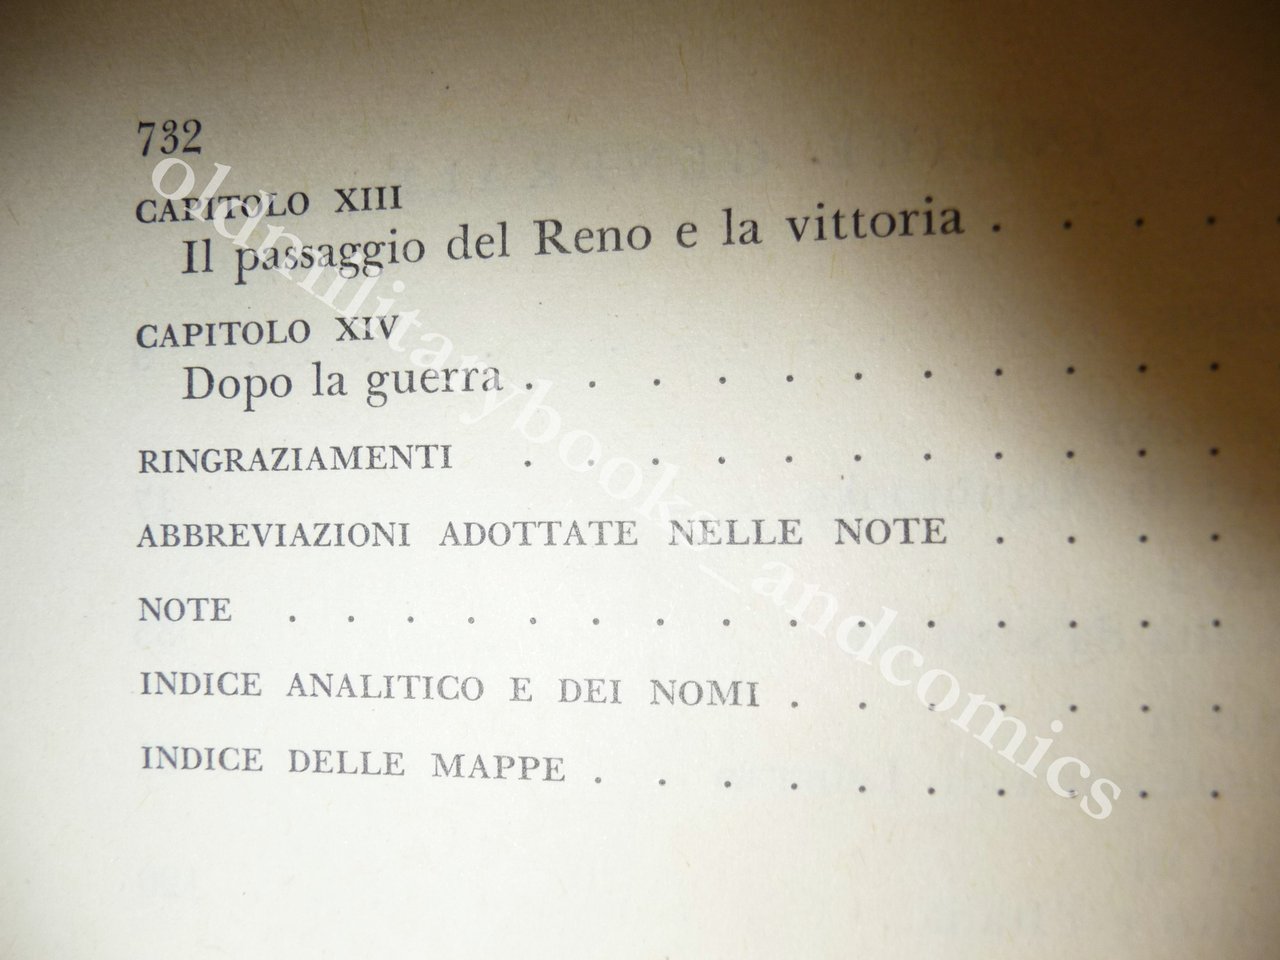 732
CAPITOLO XIII
Il passaggio del Reno e la vittoria . . . .
CAPITOLO XIV
Dopo la guerra . . . . . . . . . . .
RINGRAZIAMENTI . . . . . . . . . . .
ABBREVIAZIONI ADOTTATE NELLE NOTE . . . .
NOTE . . . . . . . . . . . . . . .
INDICE ANALITICO E DEI NOMI . . . . . . .
INDICE DELLE MAPPE . . . . . . . . . .
oldmilitarybooks_andcomics